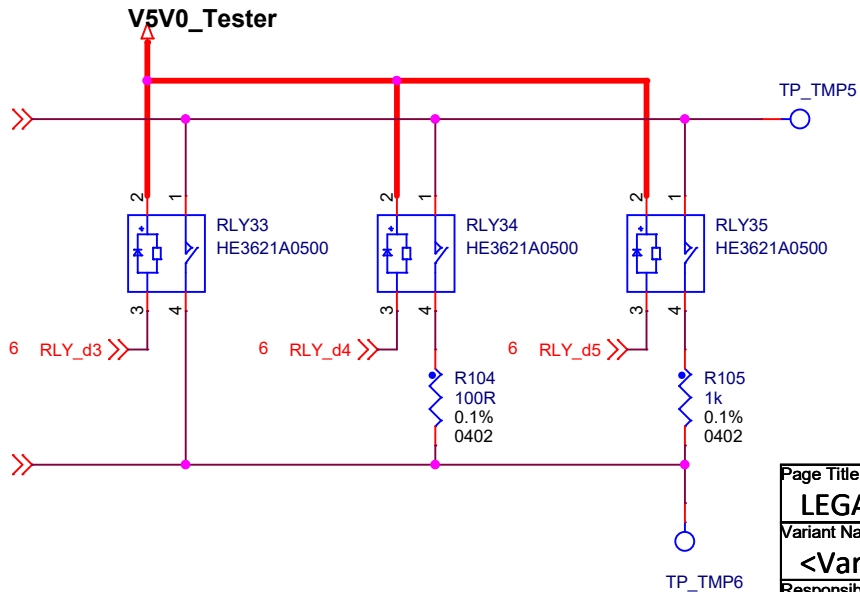 V5V0_Tester
TP_TMP5
2
1
2
1
2
1
RLY33
HE3621A0500
RLY34
HE3621A0500
RLY35
HE3621A0500
3
4
3
4
3
4
6 RLY_d3
6 RLY_d4
6 RLY_d5
R104
100R
0.1%
0402
R105
1k
0.1%
0402
Page Title
LEGA
Variant Na
<Var
Responsib
TP_TMP6